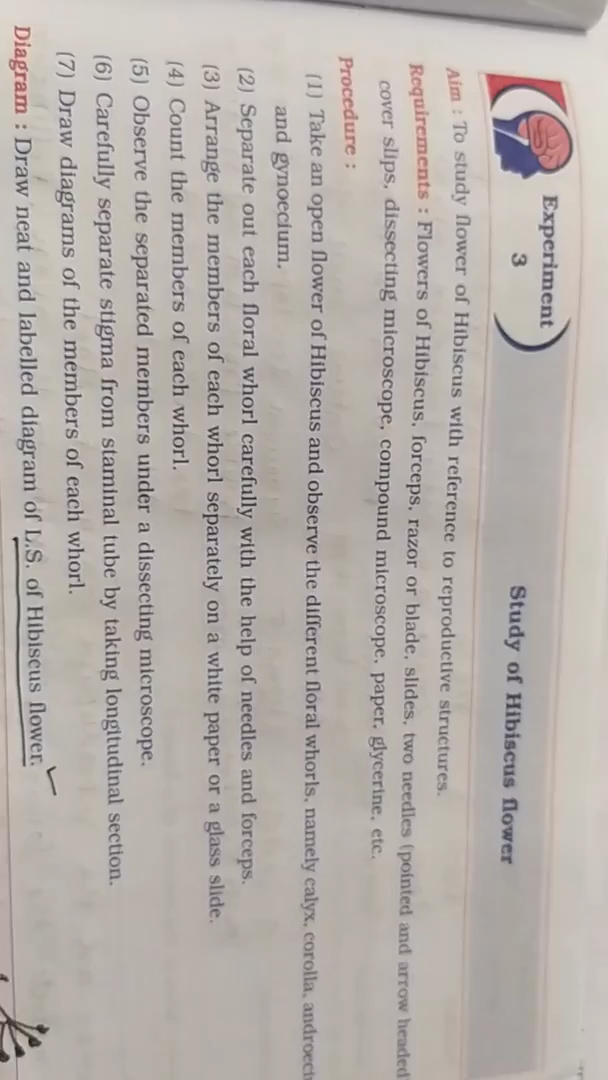 Experiment
3
Study of Hibiscus flower
Aim : To study flower of Hibiscus with reference to reproductive structures.
Requirements : Flowers of Hibiscus, forceps, razor or blade, slides, two needles (pointed and arrow headed
cover slips, dissecting microscope, compound microscope, paper, glycerine, etc.
Procedure :
(1) Take an open flower of Hibiscus and observe the different floral whorls, namely calyx, corolla,
and gynoecium.
(2) Separate out each floral whorl carefully with the help of needles and forceps.
(3) Arrange the members of each whorl separately on a white paper or a glass slide.
(4) Count the members of each whorl.
(5) Observe the separated members under a dissecting microscope.
(6) Carefully separate stigma from staminal tube by taking longitudinal section.
(7) Draw diagrams of the members of each whorl.
Diagram : Draw neat and labelled diagram of L.S. of Hibiscus flower.